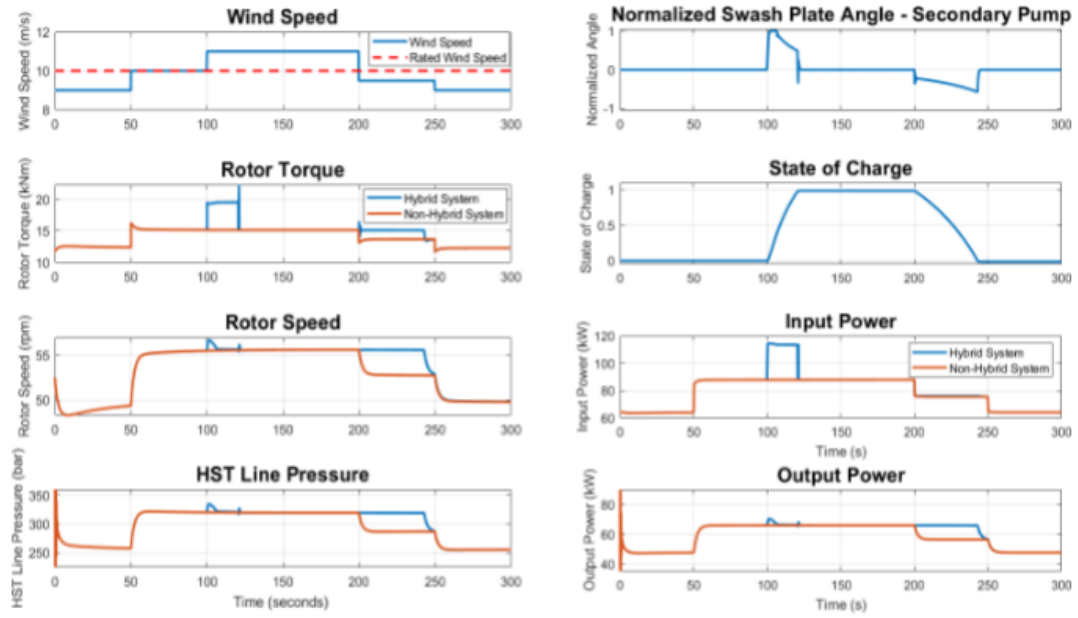 Wind Speed
Wind Speed (m/s)
12
10
8
Wind Speed
Rated Wind Speed
0 50 100 150 200 250 300
Rotor Torque
Rotor Torque (kNm)
20
15
10
Hybrid System
Non-Hybrid System
0 50 100 150 200 250 300
Rotor Speed
Rotor Speed (rpm)
55
50
0 50 100 150 200 250 300
HST Line Pressure
HST Line Pressure (bar)
350
300
250
0 50 100 150 200 250 300
Time (seconds)
Normalized Swash Plate Angle - Secondary Pump
Normalized Angle
1
0
-1
0 50 100 150 200 250 300
State of Charge
State of Charge
1
0.5
0
0 50 100 150 200 250 300
Input Power
Input Power (kW)
120
100
80
60
Hybrid System
Non-Hybrid System
0 50 100 150 200 250 300
Time (s)
Output Power
Output Power (kW)
80
60
40
0 50 100 150 200 250 300
Time (s)